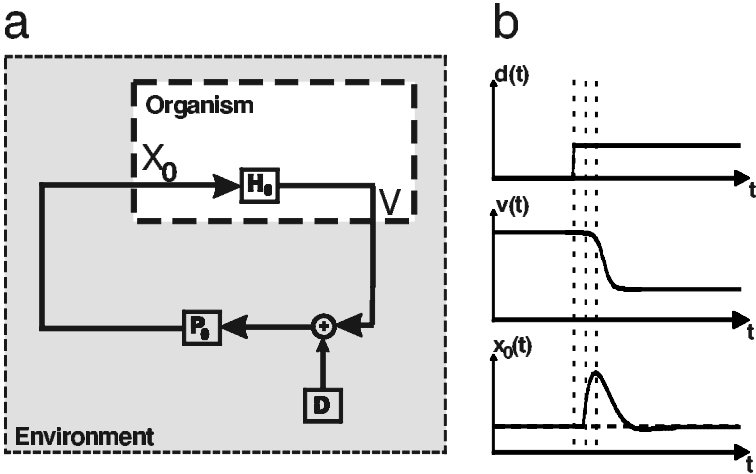 a
b
Organism
X0
H0
V
P0
+
D
Environment
d(t)
t
v(t)
t
x0(t)
t